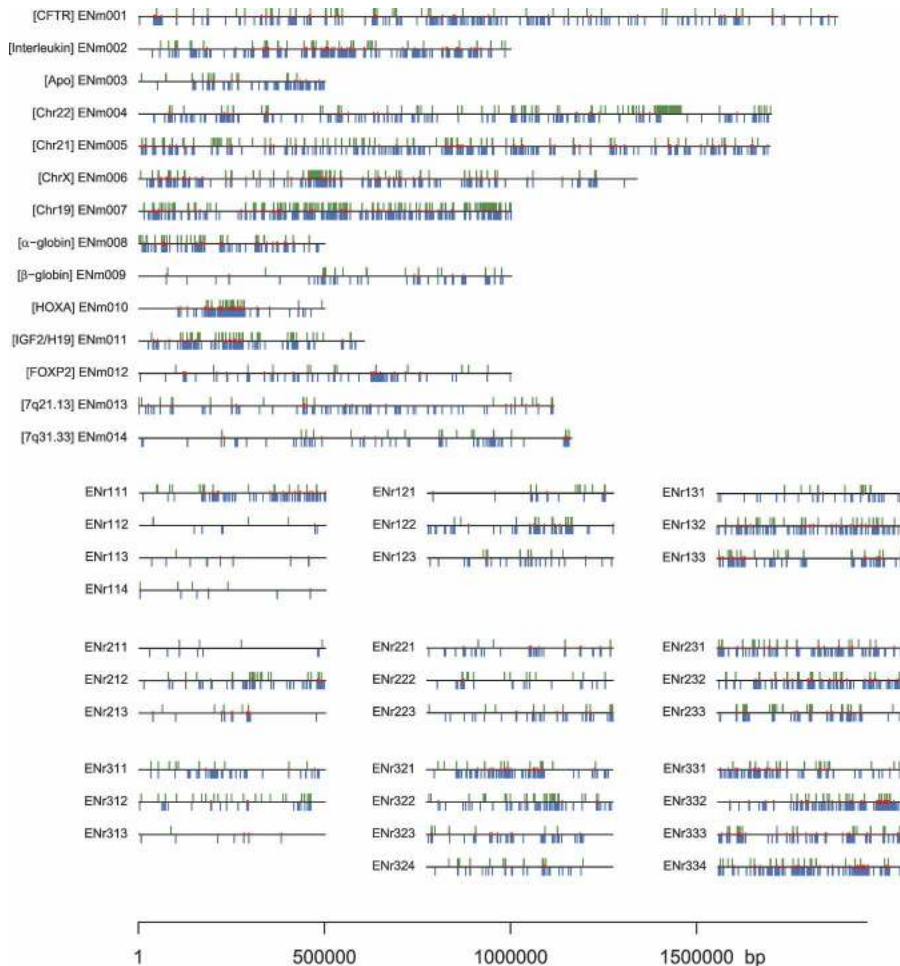 [CFTR] ENm001
[Interleukin] ENm002
[Apo] ENm003
[Chr22] ENm004
[Chr21] ENm005
[ChrX] ENm006
[Chr19] ENm007
[α-globin] ENm008
[β-globin] ENm009
[HOXA] ENm010
[IGF2/H19] ENm011
[FOXP2] ENm012
[7q21.13] ENm013
[7q31.33] ENm014
ENr111 ENr121 ENr131
ENr112 ENr122 ENr132
ENr113 ENr123 ENr133
ENr114
ENr211 ENr221 ENr231
ENr212 ENr222 ENr232
ENr213 ENr223 ENr233
ENr311 ENr321 ENr331
ENr312 ENr322 ENr332
ENr313 ENr323 ENr333
ENr324 ENr334
1 500000 1000000 1500000 bp